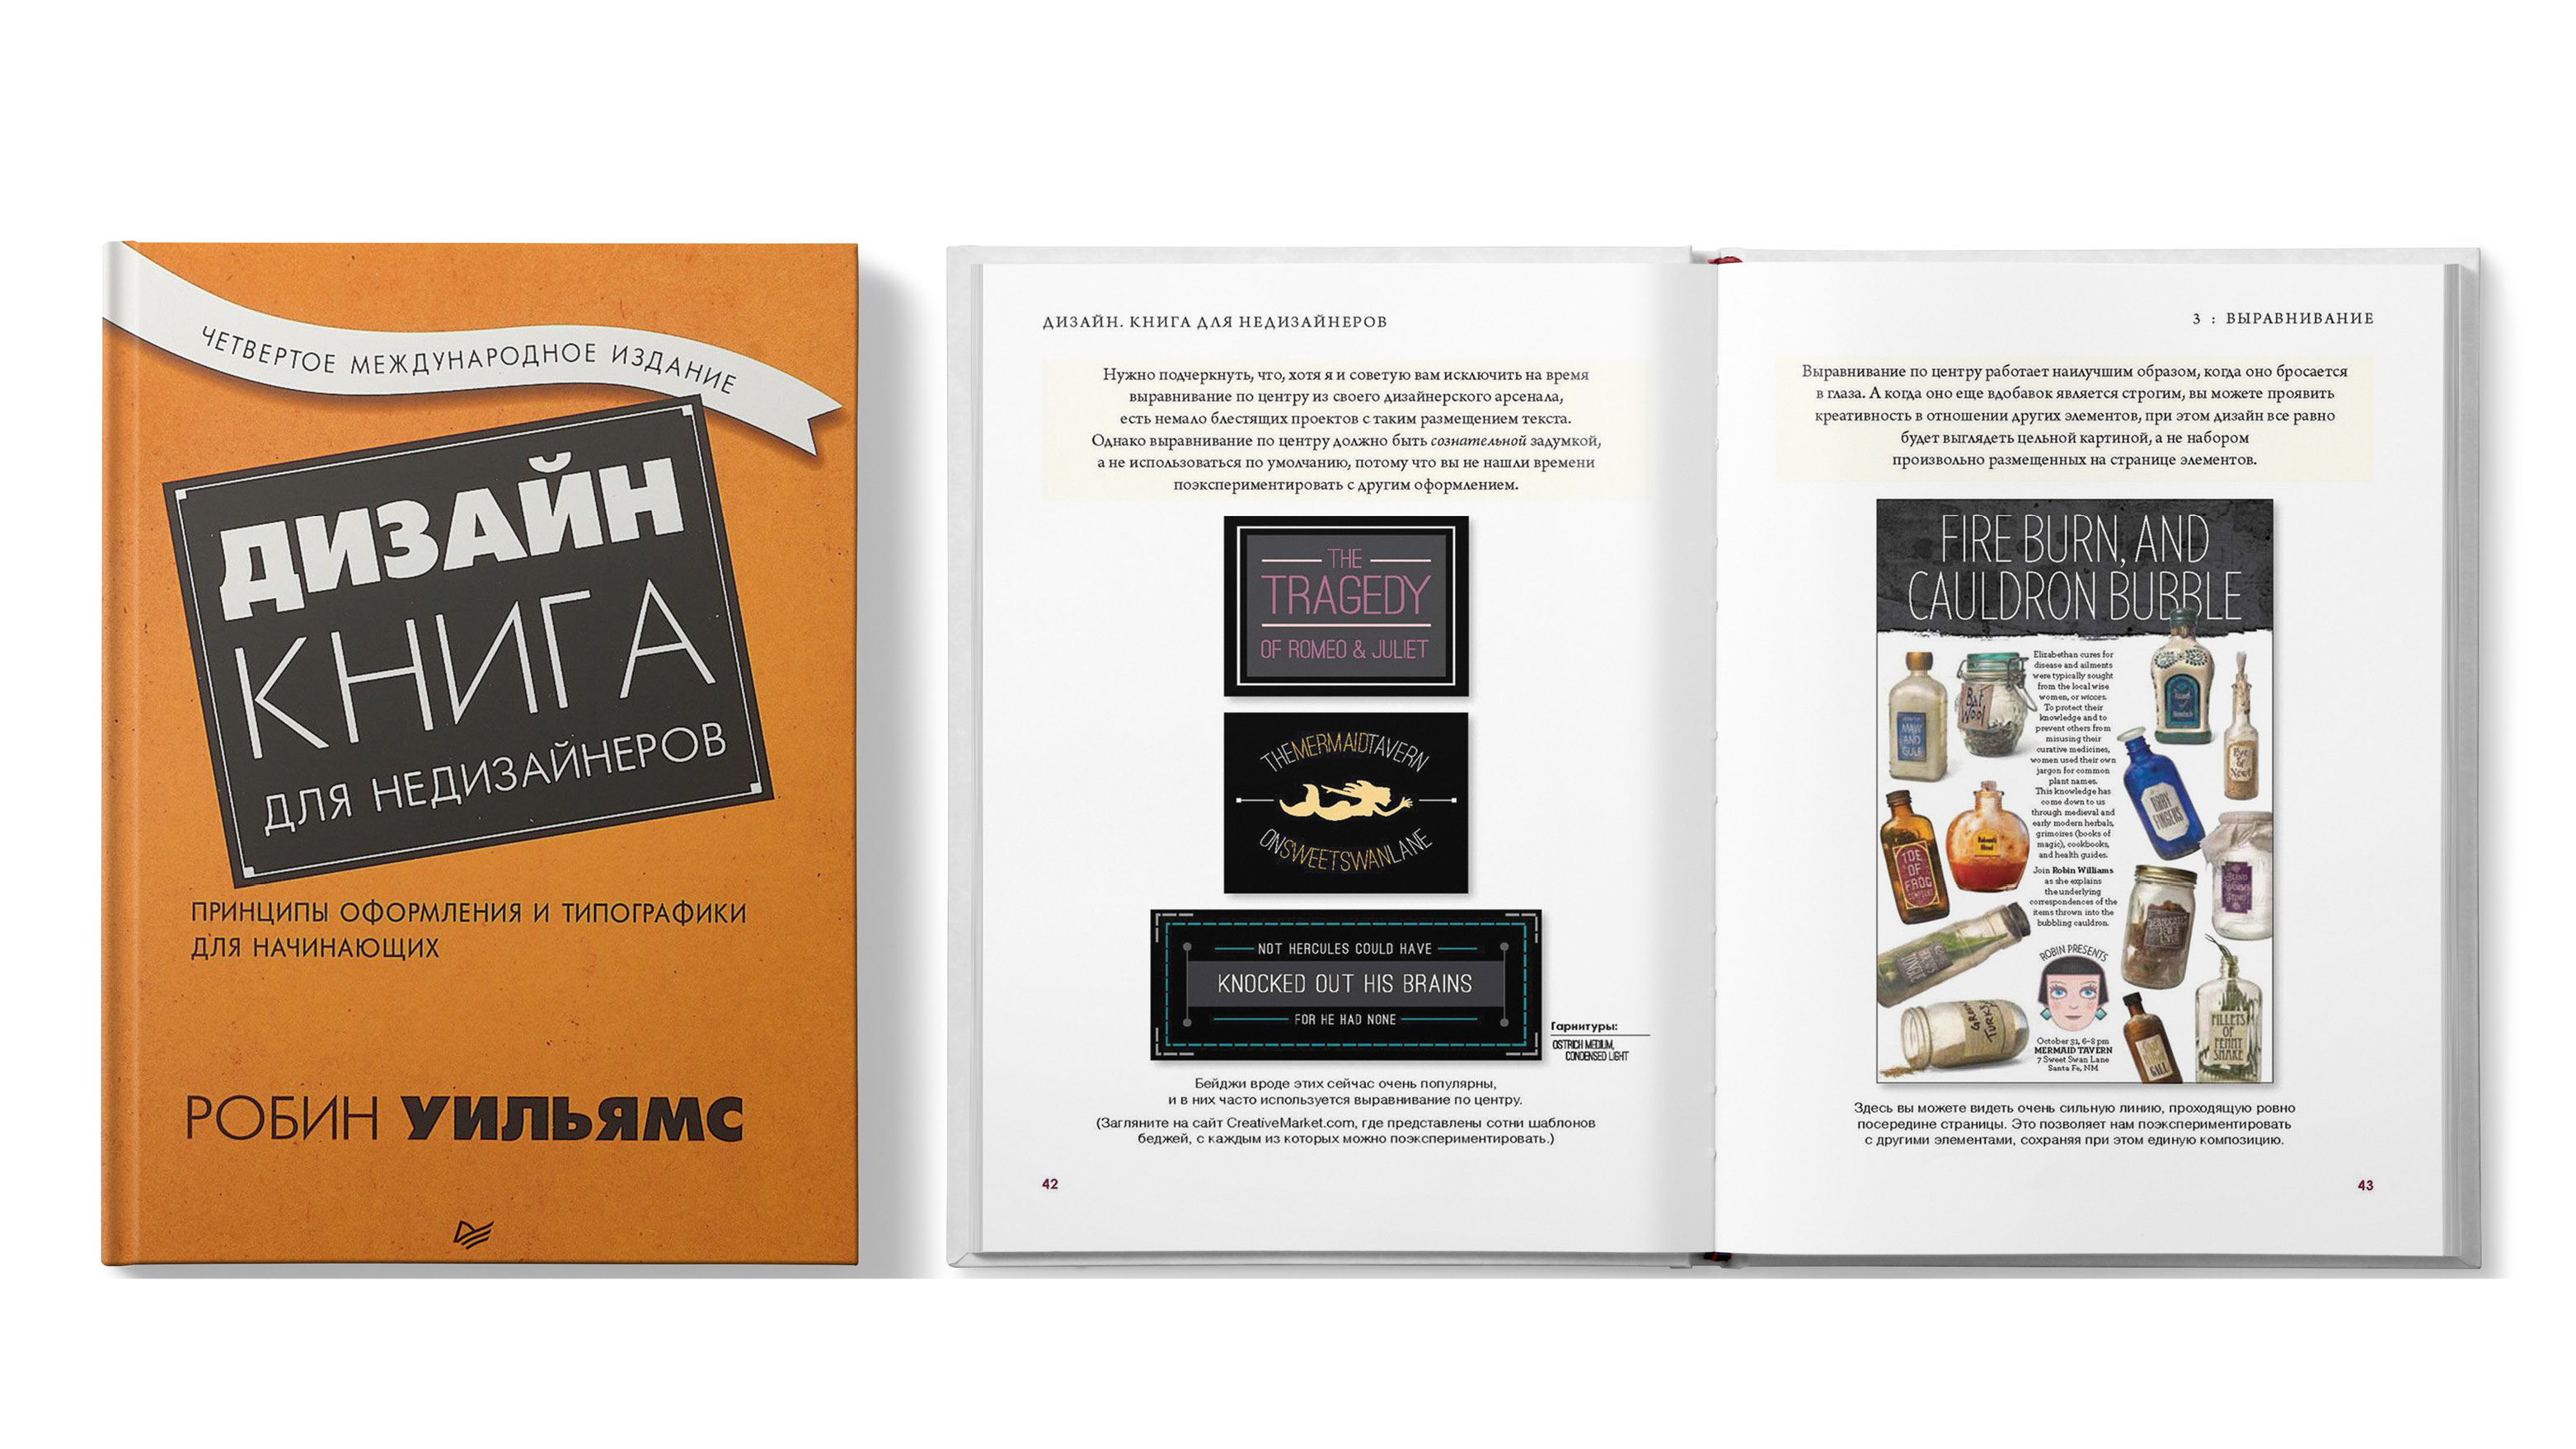 ЧЕТВЕРТОЕ МЕЖДУНАРОДНОЕ ИЗДАНИЕ
ДИЗАЙН
КНИГА
ДЛЯ НЕДИЗАЙНЕРОВ
ПРИНЦИПЫ ОФОРМЛЕНИЯ И ТИПОГРАФИКИ
ДЛЯ НАЧИНАЮЩИХ
РОБИН УИЛЬЯМС
ДИЗАЙН. КНИГА ДЛЯ НЕДИЗАЙНЕРОВ
Нужно подчеркнуть, что, хотя я и советую вам исключить на время
выравнивание по центру из своего дизайнерского арсенала,
есть немало блестящих проектов с таким размещением текста.
Однако выравнивание по центру должно быть сознательной задумкой,
а не использоваться по умолчанию, потому что вы не нашли времени
поэкспериментировать с другим оформлением.
THE
TRAGEDY
OF ROMEO & JULIET
THEMERMAIDTAVERN
ONSWEETSWANLANE
NOT HERCULES COULD HAVE
KNOCKED OUT HIS BRAINS
FOR HE HAD NONE
Гарнитуры:
OSTRICH MEDIUM,
CONDENSED LIGHT
Бейджи вроде этих сейчас очень популярны,
и в них часто используется выравнивание по центру.
(Загляните на сайт CreativeMarket.com, где представлены сотни шаблонов
беджей, с каждым из которых можно поэкспериментировать.)
42
3 : ВЫРАВНИВАНИЕ
Выравнивание по центру работает наилучшим образом, когда оно бросается
в глаза. А когда оно еще вдобавок является строгим, вы можете проявить
креативность в отношении других элементов, при этом дизайн все равно
будет выглядеть цельной картиной, а не набором
произвольно размещенных на странице элементов.
FIRE BURN, AND
CAULDRON BUBBLE
Elizabethan cures for
disease and ailments
were typically sought
from the local wise
women, or wicces.
To protect their
knowledge and to
prevent others from
misusing their
curative medicines,
women used their own
jargon for common
plant names.
This knowledge has
come down to us
through medieval and
early modern herbals,
grimoires (books of
magic), cookbooks,
and health guides.
Join Robin Williams
as she explains
the underlying
correspondences of the
items thrown into the
bubbling cauldron.
ROBIN PRESENTS
October 31, 6–8 pm
MERMAID TAVERN
7 Sweet Swan Lane
Santa Fe, NM
MAW
AND
GULF
BAT
WOOL
TOE
OF
FROG
BABY
FINGERS
FILLETS
OF
FENNY
SNAKE
Здесь вы можете видеть очень сильную линию, проходящую ровно
посередине страницы. Это позволяет нам поэкспериментировать
с другими элементами, сохраняя при этом единую композицию.
43